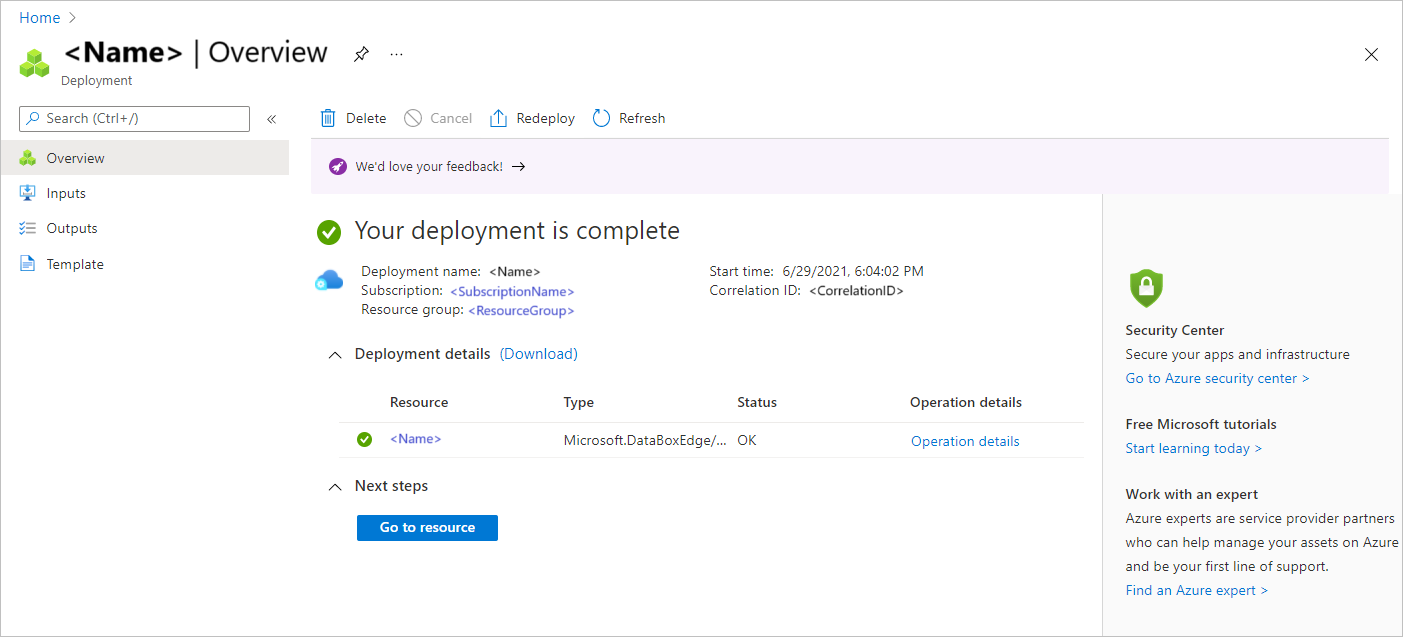 Home
<Name> | Overview
...
Deployment
Search (Ctrl+/)
«
Delete
Cancel
Redeploy
Refresh
Overview
Inputs
Outputs
Template
We'd love your feedback! →
Your deployment is complete
Deployment name: <Name>
Subscription: <SubscriptionName>
Resource group: <ResourceGroup>
Start time: 6/29/2021, 6:04:02 PM
Correlation ID: <CorrelationID>
Deployment details (Download)
Resource Type Status Operation details
<Name> Microsoft.DataBoxEdge/... OK Operation details
Next steps
Go to resource
Security Center
Secure your apps and infrastructure
Go to Azure security center >
Free Microsoft tutorials
Start learning today >
Work with an expert
Azure experts are service provider partners
who can help manage your assets on Azure
and be your first line of support.
Find an Azure expert >